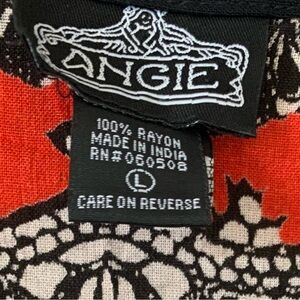 ANGIE
100% RAYON
MADE IN INDIA
RN#060508
L
CARE ON REVERSE